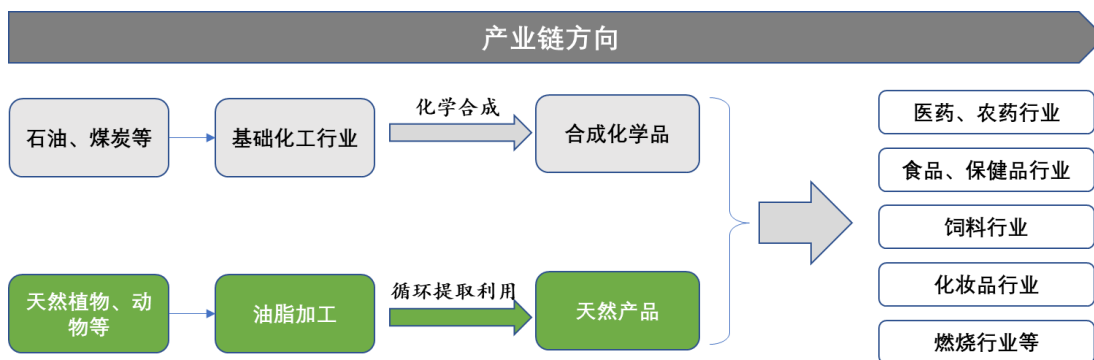 产业链方向
石油、煤炭等
基础化工行业
化学合成
合成化学品
天然植物、动
物等
油脂加工
循环提取利用
天然产品
医药、农药行业
食品、保健品行业
饲料行业
化妆品行业
燃烧行业等